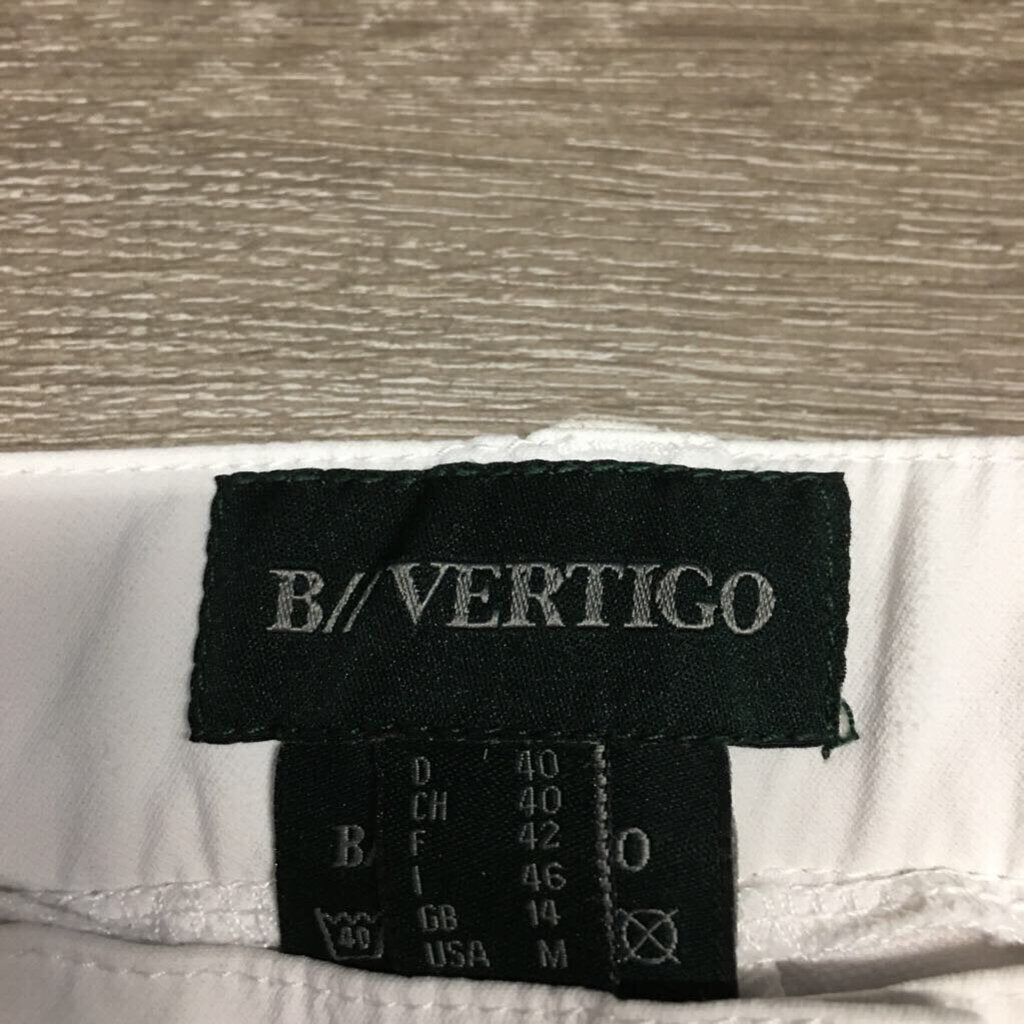 B//VERTIGO
D 40
CH 40
F 42
I 46
GB 14
USA M
B/
O
40